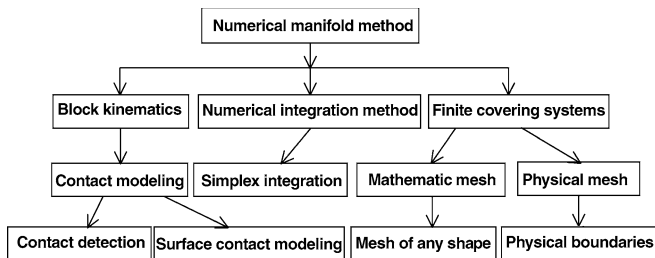 Numerical manifold method
Block kinematics
Numerical integration method
Finite covering systems
Contact modeling
Simplex integration
Mathematic mesh
Physical mesh
Contact detection
Surface contact modeling
Mesh of any shape
Physical boundaries